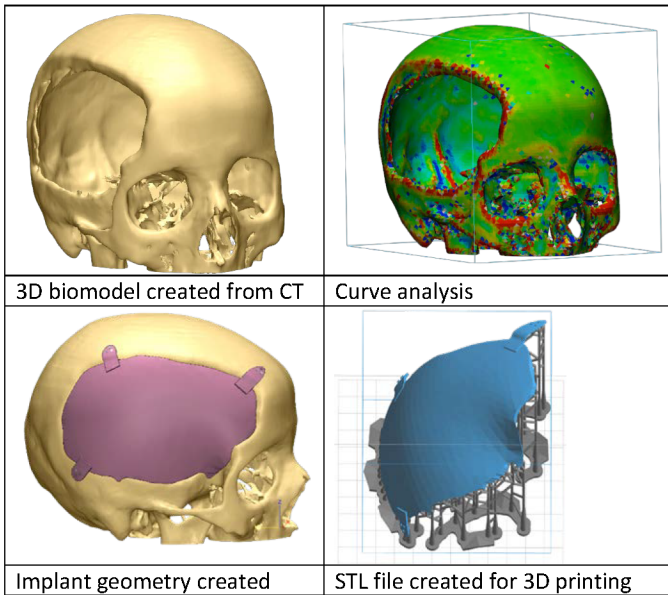 3D biomodel created from CT
Curve analysis
Implant geometry created
STL file created for 3D printing